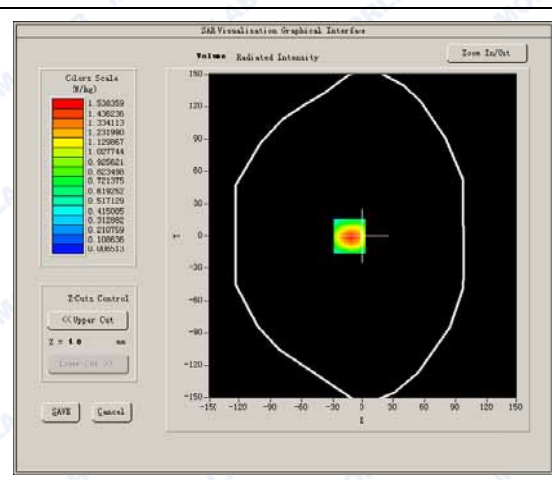 SAR Visualisation Graphical Interface
Volume Radiated Intensity
Zoom In/Out
Colors Scale
(W/kg)
1.538359
1.436236
1.334113
1.231990
1.129867
1.027744
0.925621
0.823498
0.721375
0.619252
0.517129
0.415005
0.312882
0.210759
0.108636
0.006513
150
120
90
60
30
0
-30
-60
-90
-120
-150
Y
-150 -120 -90 -60 -30 0 30 60 90 120 150
X
Z-Cuts Control
<< Upper Cut
Z = 4.0 mm
Lower Cut >>
SAVE Cancel